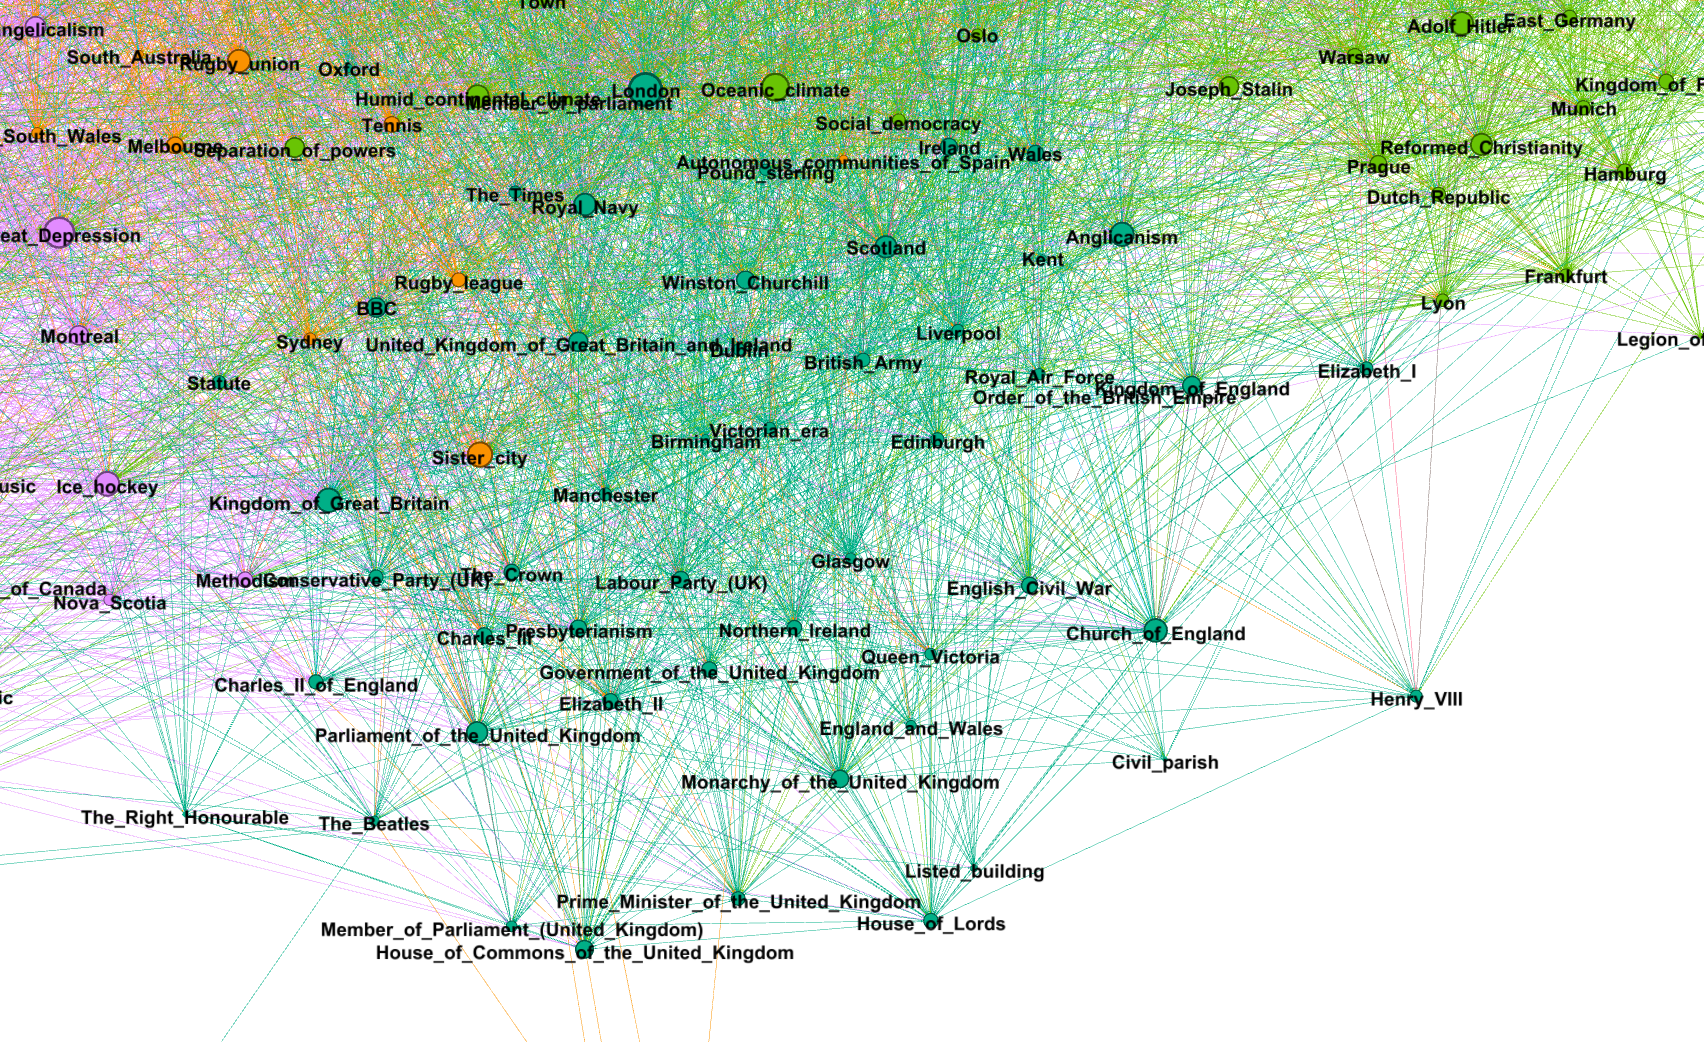 Town
ngelicalism
Oslo
Adolf_Hitler
East_Germany
South_Australia
Rugby_union
Oxford
Warsaw
Humid_continental_climate
Member_of_parliament
London
Oceanic_climate
Joseph_Stalin
Kingdom_of_F
Munich
_South_Wales
Melbourne
Separation_of_powers
Tennis
Social_democracy
Ireland
Wales
Autonomous_communities_of_Spain
Pound_sterling
Reformed_Christianity
Prague
Hamburg
Dutch_Republic
The_Times
Royal_Navy
eat_Depression
Scotland
Anglicanism
Kent
Rugby_league
Winston_Churchill
Frankfurt
BBC
Lyon
Montreal
Sydney
United_Kingdom_of_Great_Britain_and_Ireland
Dublin
Liverpool
British_Army
Legion_of
Statute
Royal_Air_Force
Kingdom_of_England
Order_of_the_British_Empire
Elizabeth_I
Birmingham
Victorian_era
Edinburgh
Sister_city
usic
Ice_hockey
Kingdom_of_Great_Britain
Manchester
Glasgow
_of_Canada
Nova_Scotia
Methodism
Conservative_Party_(UK)
The_Crown
Labour_Party_(UK)
English_Civil_War
Charles_III
Presbyterianism
Northern_Ireland
Church_of_England
Queen_Victoria
Government_of_the_United_Kingdom
Charles_II_of_England
ic
Elizabeth_II
Henry_VIII
Parliament_of_the_United_Kingdom
England_and_Wales
Civil_parish
Monarchy_of_the_United_Kingdom
The_Right_Honourable
The_Beatles
Listed_building
Prime_Minister_of_the_United_Kingdom
House_of_Lords
Member_of_Parliament_(United_Kingdom)
House_of_Commons_of_the_United_Kingdom